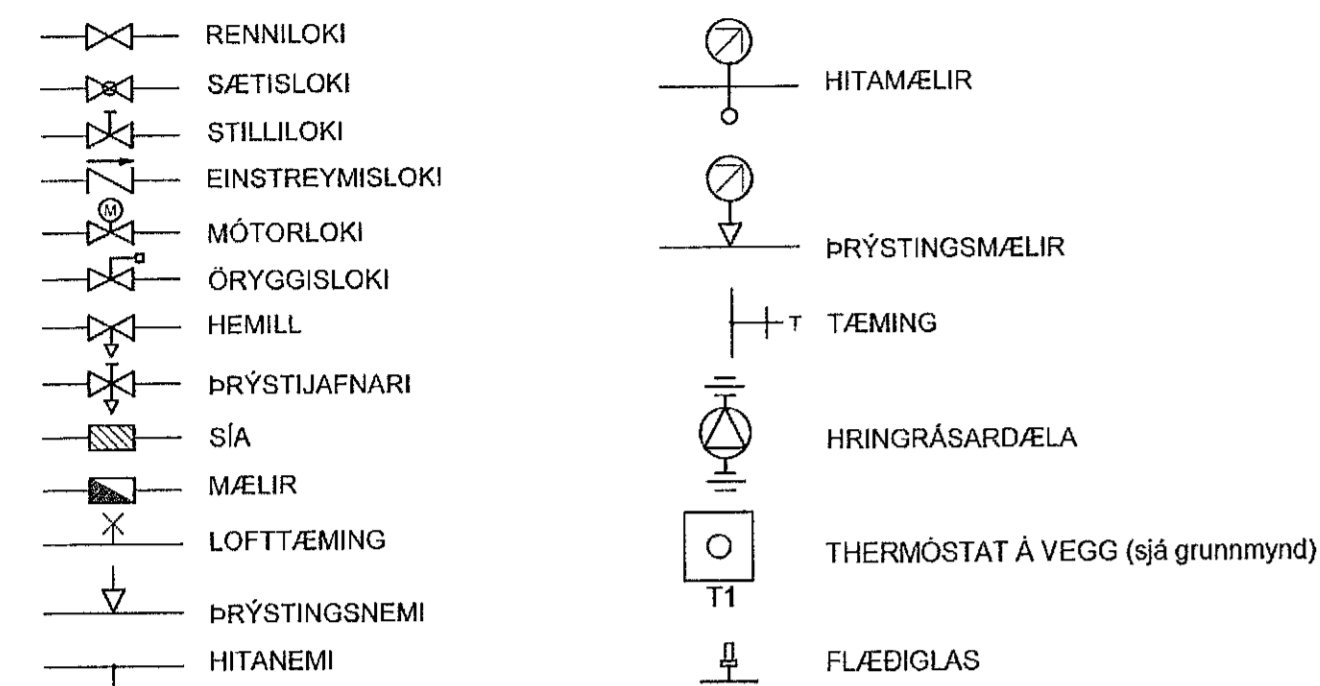 RENNILOKI
SÆTISLOKI
STILLILOKI
EINSTREYMISLOKI
M
MÓTORLOKI
ÖRYGGISLOKI
HEMILL
ÞRÝSTIJAFNARI
SÍA
MÆLIR
LOFTTÆMING
ÞRÝSTINGSNEMI
HITANEMI
HITAMÆLIR
ÞRÝSTINGSMÆLIR
T TÆMING
HRINGRÁSARDÆLA
THERMÓSTAT Á VEGG (sjá grunnmynd)
T1
FLÆÐIGLAS